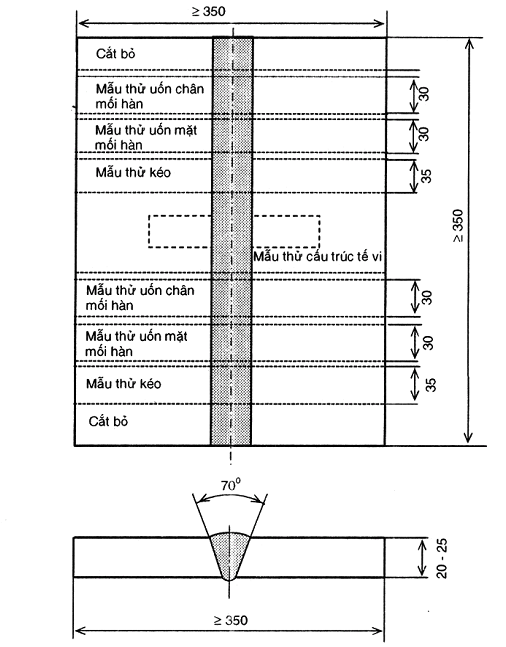 ≥ 350
Cắt bỏ
Mẫu thử uốn chân
mối hàn
30
Mẫu thử uốn mặt
mối hàn
30
Mẫu thử kéo
35
≥ 350
Mẫu thử cấu trúc tế vi
Mẫu thử uốn chân
mối hàn
30
Mẫu thử uốn mặt
mối hàn
30
Mẫu thử kéo
35
Cắt bỏ
70°
20 - 25
≥ 350